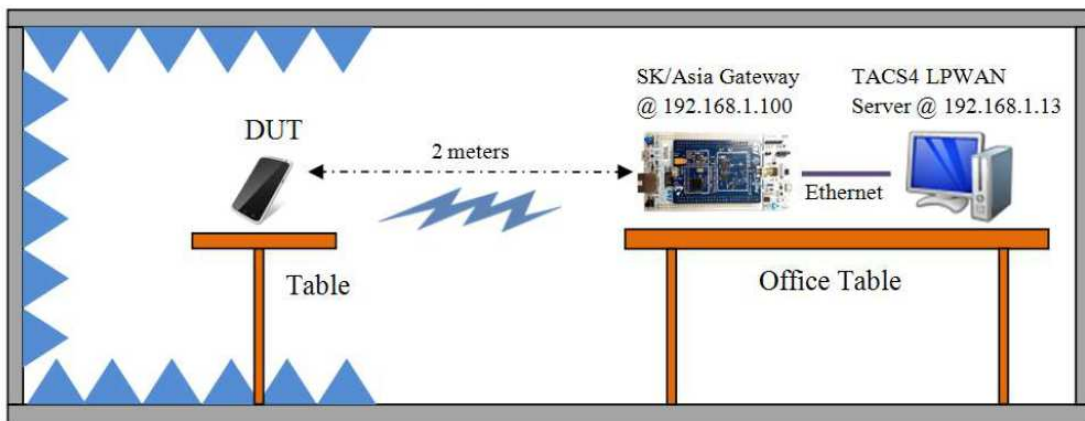 SK/Asia Gateway
@ 192.168.1.100
TACS4 LPWAN
Server @ 192.168.1.13
DUT
2 meters
Ethernet
Table
Office Table